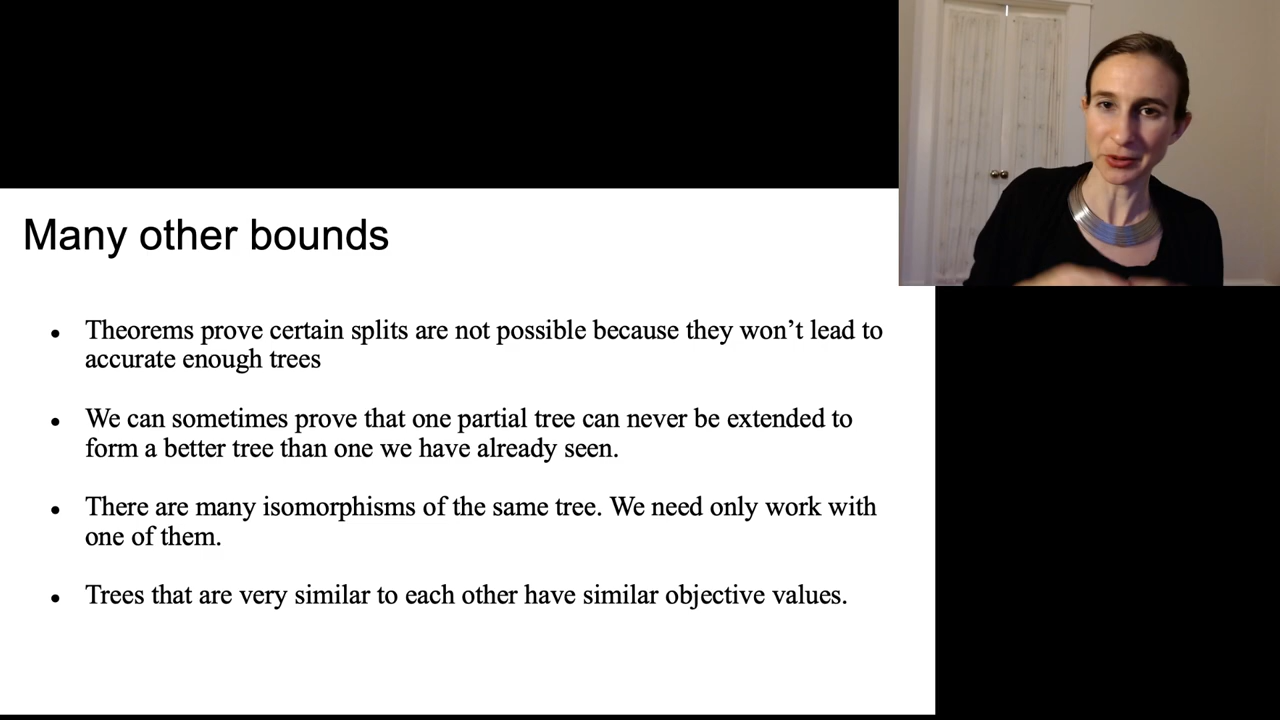 Many other bounds
• Theorems prove certain splits are not possible because they won’t lead to
accurate enough trees
• We can sometimes prove that one partial tree can never be extended to
form a better tree than one we have already seen.
• There are many isomorphisms of the same tree. We need only work with
one of them.
• Trees that are very similar to each other have similar objective values.